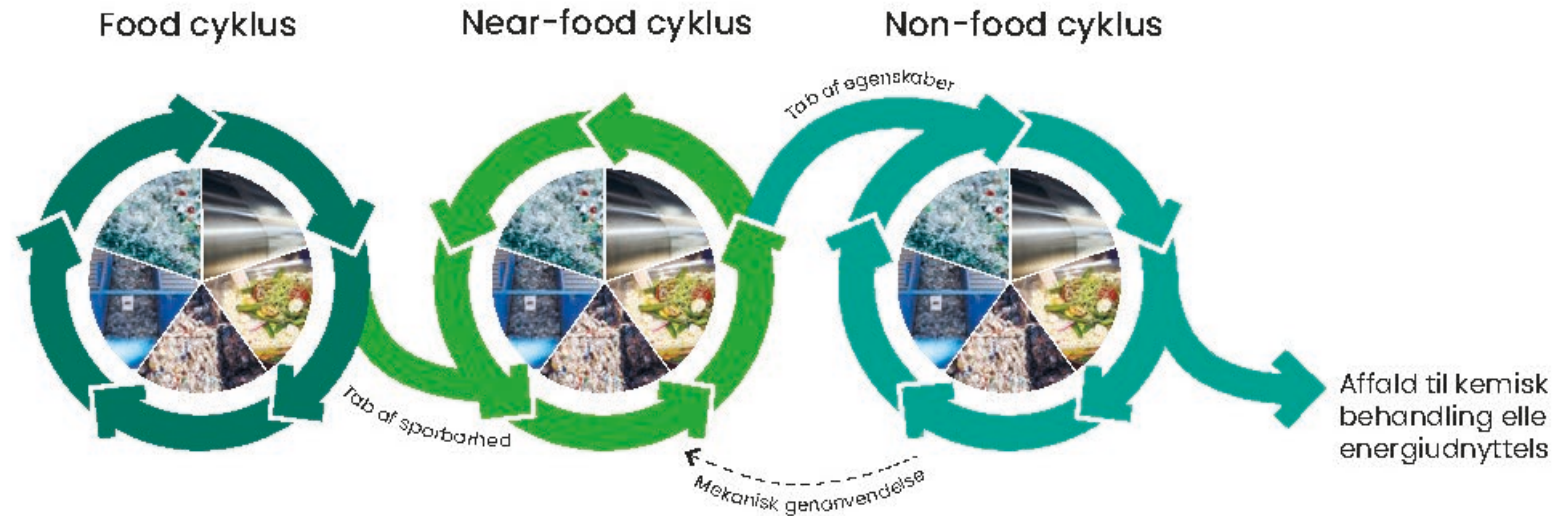 Food cyklus
Near-food cyklus
Non-food cyklus
Tab af egenskaber
Tab af sporbarhed
Mekanisk genanvendelse
Affald til kemisk
behandling elle
energiudnyttels